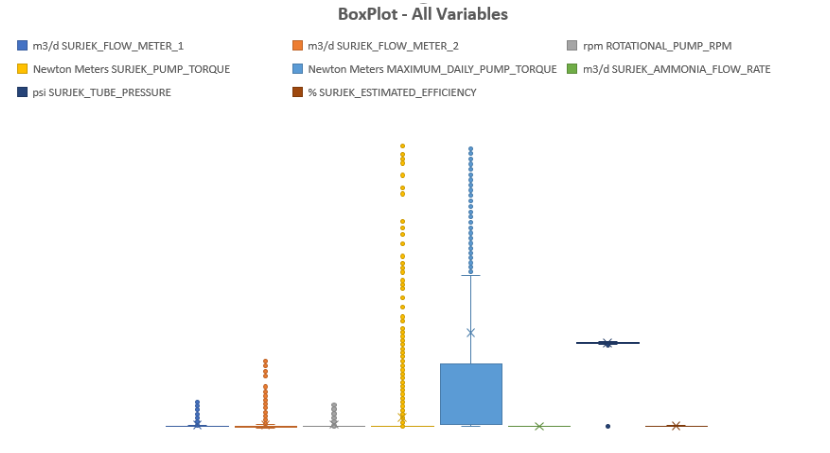 BoxPlot - All Variables
m3/d SURJEK_FLOW_METER_1 m3/d SURJEK_FLOW_METER_2 rpm ROTATIONAL_PUMP_RPM
Newton Meters SURJEK_PUMP_TORQUE Newton Meters MAXIMUM_DAILY_PUMP_TORQUE m3/d SURJEK_AMMONIA_FLOW_RATE
psi SURJEK_TUBE_PRESSURE % SURJEK_ESTIMATED_EFFICIENCY